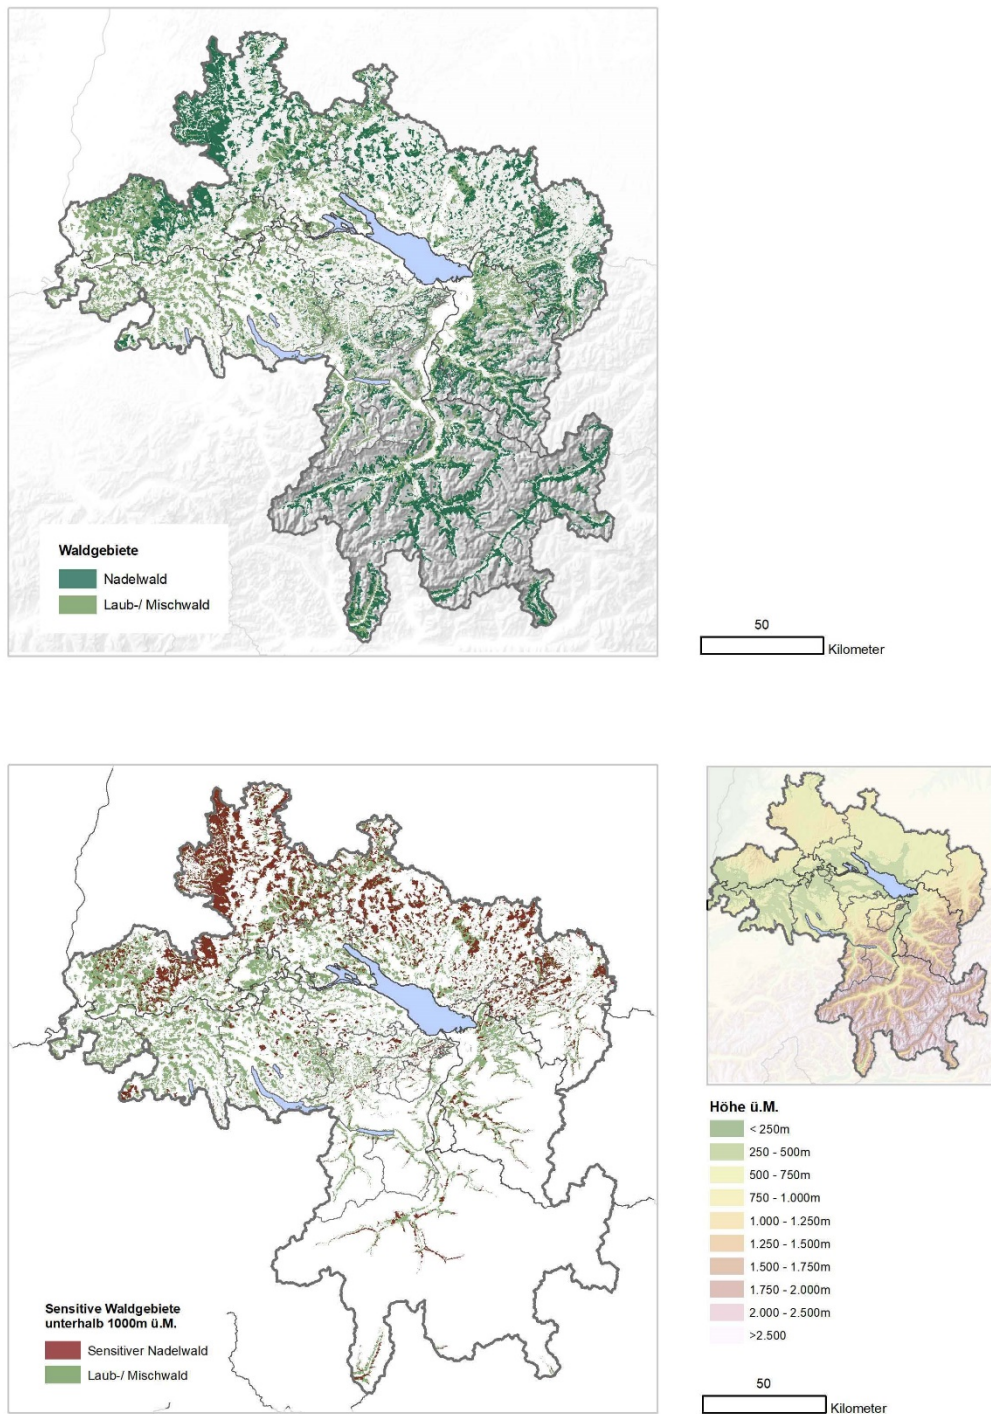 Waldgebiete
Nadelwald
Laub-/ Mischwald
50
Kilometer
Sensitive Waldgebiete
unterhalb 1000m ü.M.
Sensitiver Nadelwald
Laub-/ Mischwald
Höhe ü.M.
< 250m
250 - 500m
500 - 750m
750 - 1.000m
1.000 - 1.250m
1.250 - 1.500m
1.500 - 1.750m
1.750 - 2.000m
2.000 - 2.500m
>2.500
50
Kilometer